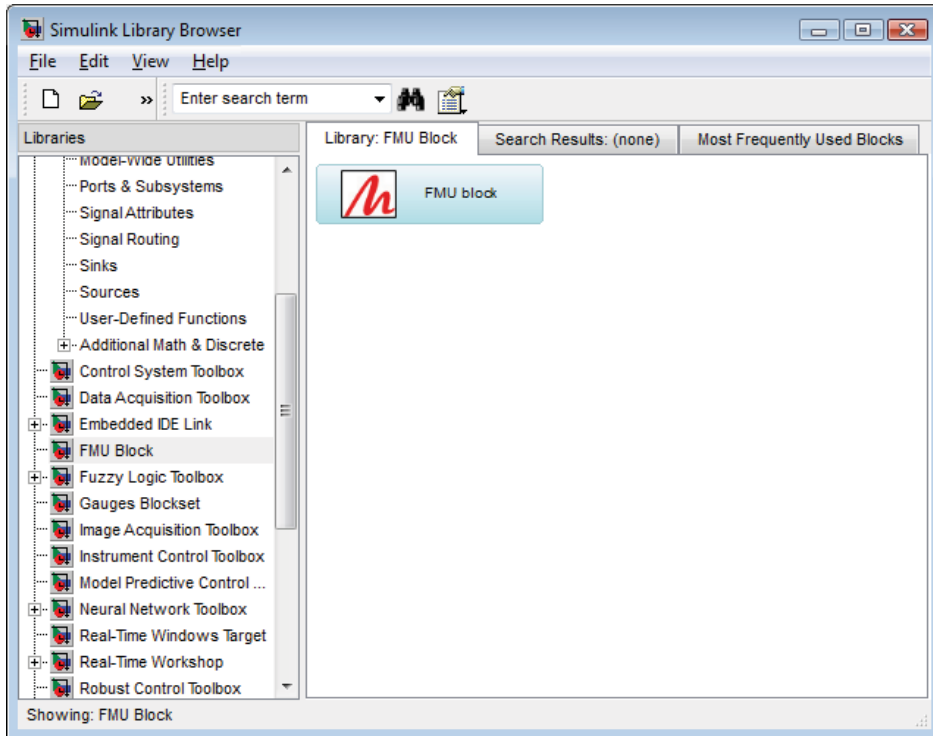 Simulink Library Browser
File Edit View Help
» Enter search term
Libraries
Library: FMU Block Search Results: (none) Most Frequently Used Blocks
Model-Wide Utilities
Ports & Subsystems
Signal Attributes
Signal Routing
Sinks
Sources
User-Defined Functions
Additional Math & Discrete
Control System Toolbox
Data Acquisition Toolbox
Embedded IDE Link
FMU Block
Fuzzy Logic Toolbox
Gauges Blockset
Image Acquisition Toolbox
Instrument Control Toolbox
Model Predictive Control ...
Neural Network Toolbox
Real-Time Windows Target
Real-Time Workshop
Robust Control Toolbox
FMU block
Showing: FMU Block